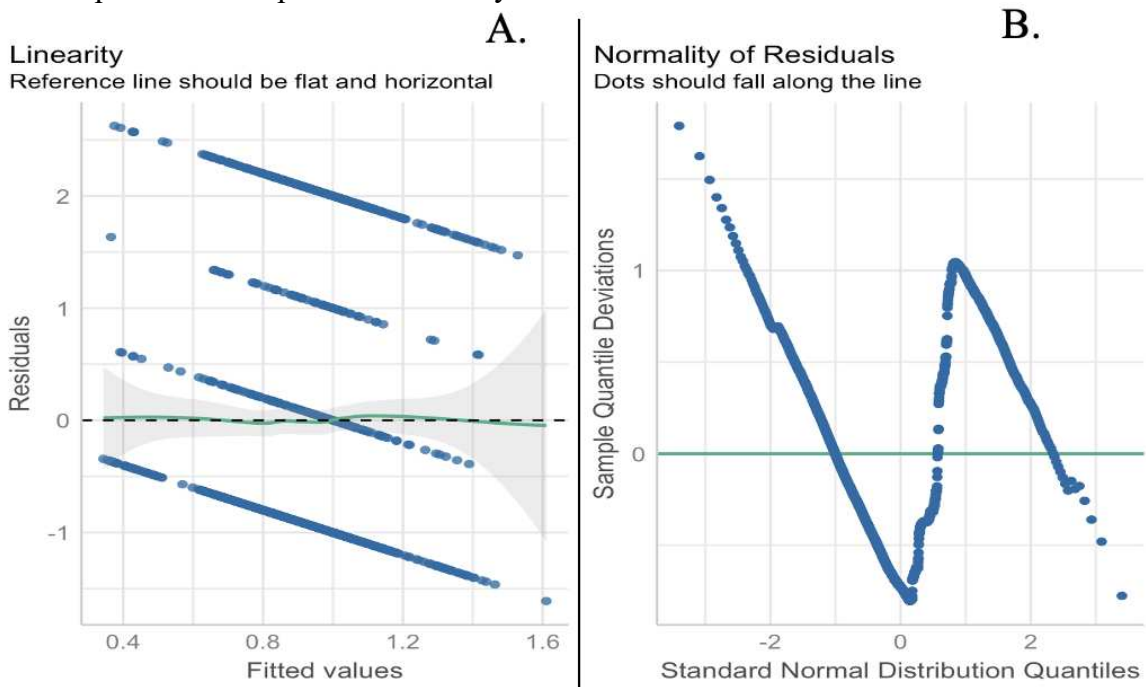 A.
Linearity
Reference line should be flat and horizontal
2
1
0
-1
Residuals
0.4 0.8 1.2 1.6
Fitted values
B.
Normality of Residuals
Dots should fall along the line
1
0
Sample Quantile Deviations
-2 0 2
Standard Normal Distribution Quantiles